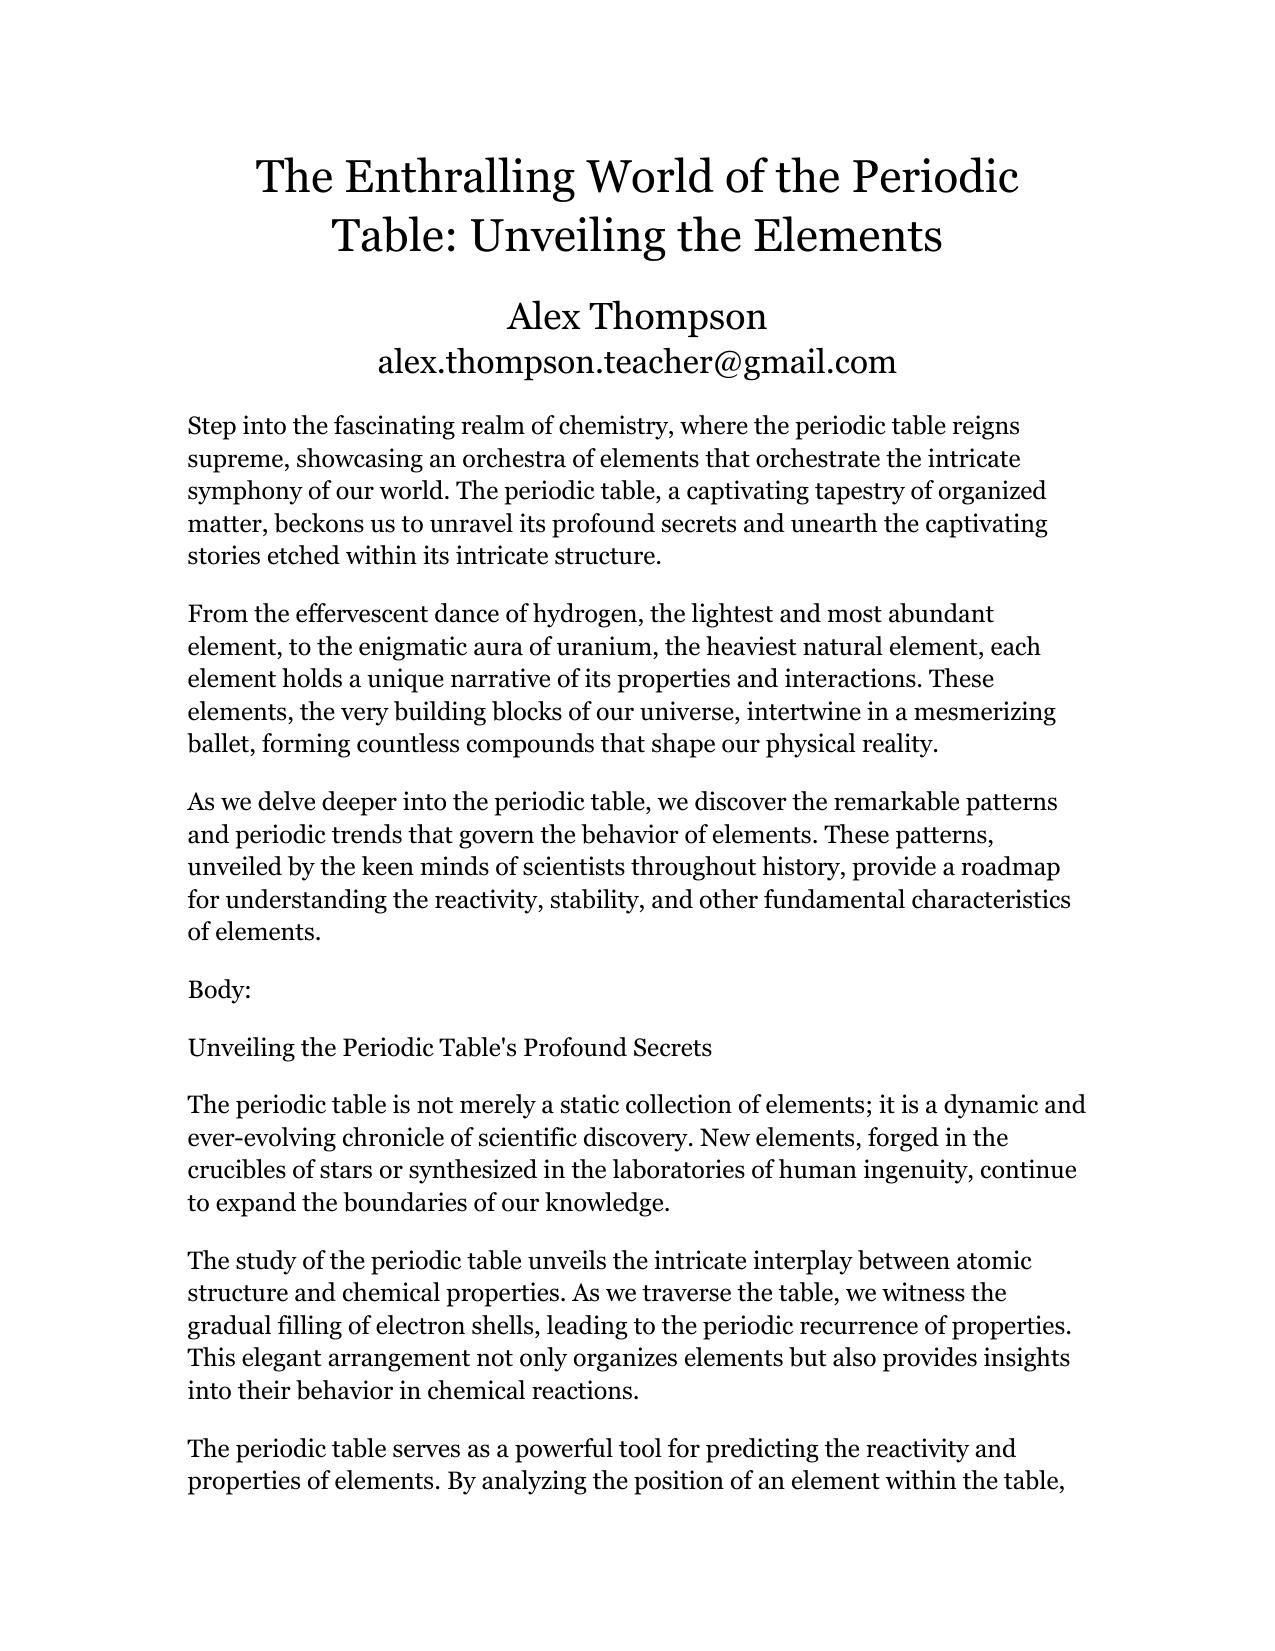 The Enthralling World of the Periodic
Table: Unveiling the Elements
Alex Thompson
alex.thompson.teacher@gmail.com
Step into the fascinating realm of chemistry, where the periodic table reigns
supreme, showcasing an orchestra of elements that orchestrate the intricate
symphony of our world. The periodic table, a captivating tapestry of organized
matter, beckons us to unravel its profound secrets and unearth the captivating
stories etched within its intricate structure.
From the effervescent dance of hydrogen, the lightest and most abundant
element, to the enigmatic aura of uranium, the heaviest natural element, each
element holds a unique narrative of its properties and interactions. These
elements, the very building blocks of our universe, intertwine in a mesmerizing
ballet, forming countless compounds that shape our physical reality.
As we delve deeper into the periodic table, we discover the remarkable patterns
and periodic trends that govern the behavior of elements. These patterns,
unveiled by the keen minds of scientists throughout history, provide a roadmap
for understanding the reactivity, stability, and other fundamental characteristics
of elements.
Body:
Unveiling the Periodic Table's Profound Secrets
The periodic table is not merely a static collection of elements; it is a dynamic and
ever-evolving chronicle of scientific discovery. New elements, forged in the
crucibles of stars or synthesized in the laboratories of human ingenuity, continue
to expand the boundaries of our knowledge.
The study of the periodic table unveils the intricate interplay between atomic
structure and chemical properties. As we traverse the table, we witness the
gradual filling of electron shells, leading to the periodic recurrence of properties.
This elegant arrangement not only organizes elements but also provides insights
into their behavior in chemical reactions.
The periodic table serves as a powerful tool for predicting the reactivity and
properties of elements. By analyzing the position of an element within the table,